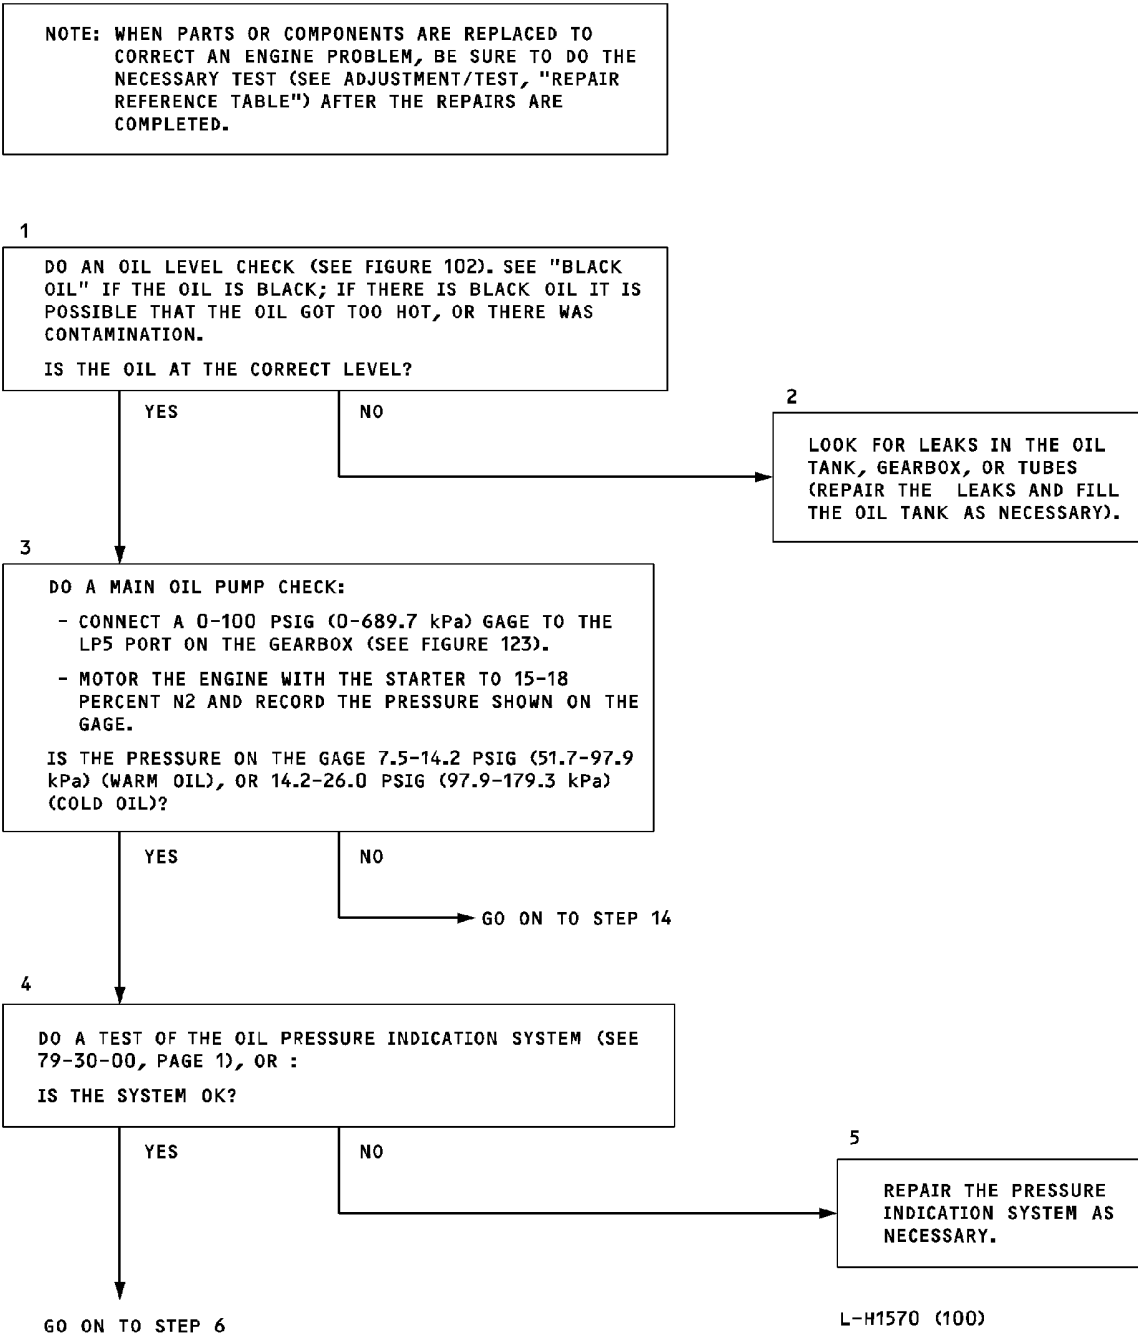 NOTE: WHEN PARTS OR COMPONENTS ARE REPLACED TO
CORRECT AN ENGINE PROBLEM, BE SURE TO DO THE
NECESSARY TEST (SEE ADJUSTMENT/TEST, "REPAIR
REFERENCE TABLE") AFTER THE REPAIRS ARE
COMPLETED.
1
DO AN OIL LEVEL CHECK (SEE FIGURE 102). SEE "BLACK
OIL" IF THE OIL IS BLACK; IF THERE IS BLACK OIL IT IS
POSSIBLE THAT THE OIL GOT TOO HOT, OR THERE WAS
CONTAMINATION.
IS THE OIL AT THE CORRECT LEVEL?
YES
NO
2
LOOK FOR LEAKS IN THE OIL
TANK, GEARBOX, OR TUBES
(REPAIR THE LEAKS AND FILL
THE OIL TANK AS NECESSARY).
3
DO A MAIN OIL PUMP CHECK:
- CONNECT A 0-100 PSIG (0-689.7 kPa) GAGE TO THE
LP5 PORT ON THE GEARBOX (SEE FIGURE 123).
- MOTOR THE ENGINE WITH THE STARTER TO 15-18
PERCENT N2 AND RECORD THE PRESSURE SHOWN ON THE
GAGE.
IS THE PRESSURE ON THE GAGE 7.5-14.2 PSIG (51.7-97.9
kPa) (WARM OIL), OR 14.2-26.0 PSIG (97.9-179.3 kPa)
(COLD OIL)?
YES
NO
GO ON TO STEP 14
4
DO A TEST OF THE OIL PRESSURE INDICATION SYSTEM (SEE
79-30-00, PAGE 1), OR :
IS THE SYSTEM OK?
YES
NO
5
REPAIR THE PRESSURE
INDICATION SYSTEM AS
NECESSARY.
GO ON TO STEP 6
L-H1570 (100)